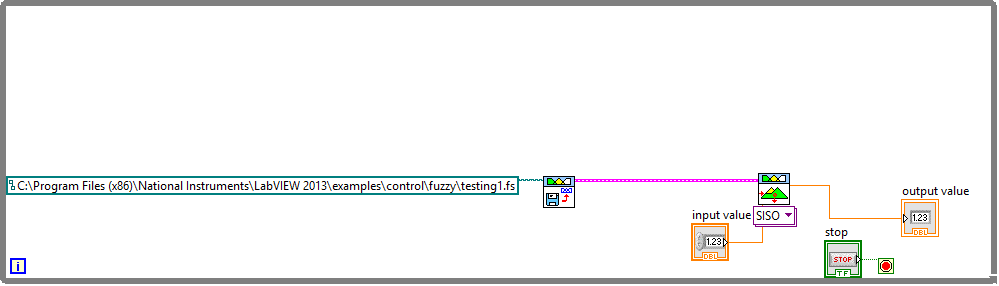 C:\Program Files (x86)\National Instruments\LabVIEW 2013\examples\control\fuzzy\testing1.fs
input value
SISO
output value
1.23
DBL
1.23
DBL
stop
STOP
TF
i